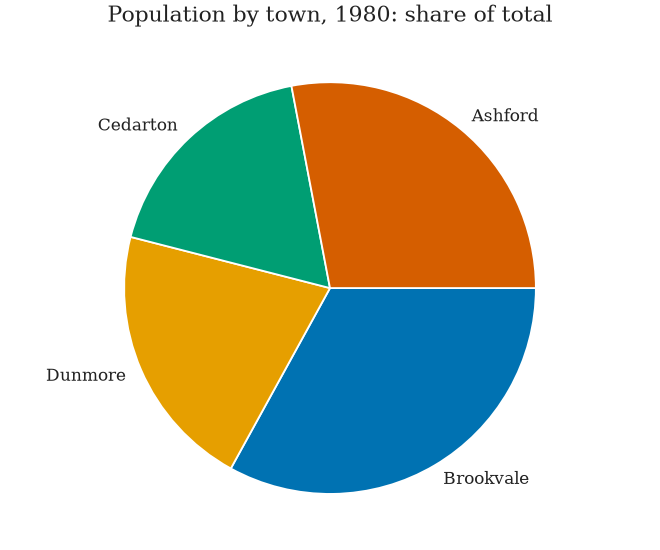 Population by town, 1980: share of total
Ashford
Cedarton
Dunmore
Brookvale